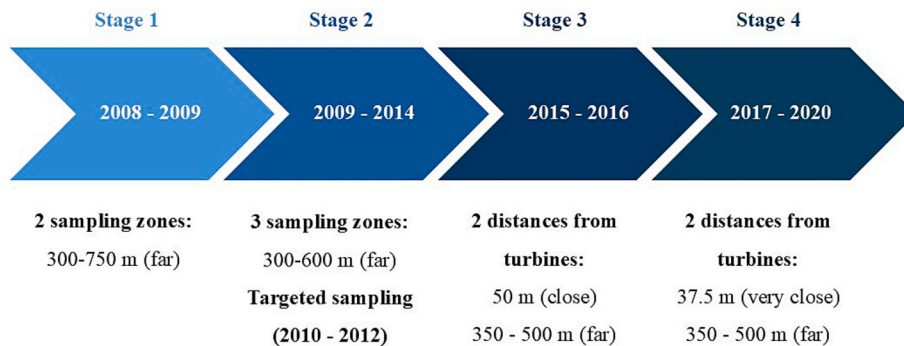 Stage 1
Stage 2
Stage 3
Stage 4
2008 - 2009
2009 - 2014
2015 - 2016
2017 - 2020
2 sampling zones:
300-750 m (far)
3 sampling zones:
300-600 m (far)
Targeted sampling
(2010 - 2012)
2 distances from
turbines:
50 m (close)
350 - 500 m (far)
2 distances from
turbines:
37.5 m (very close)
350 - 500 m (far)